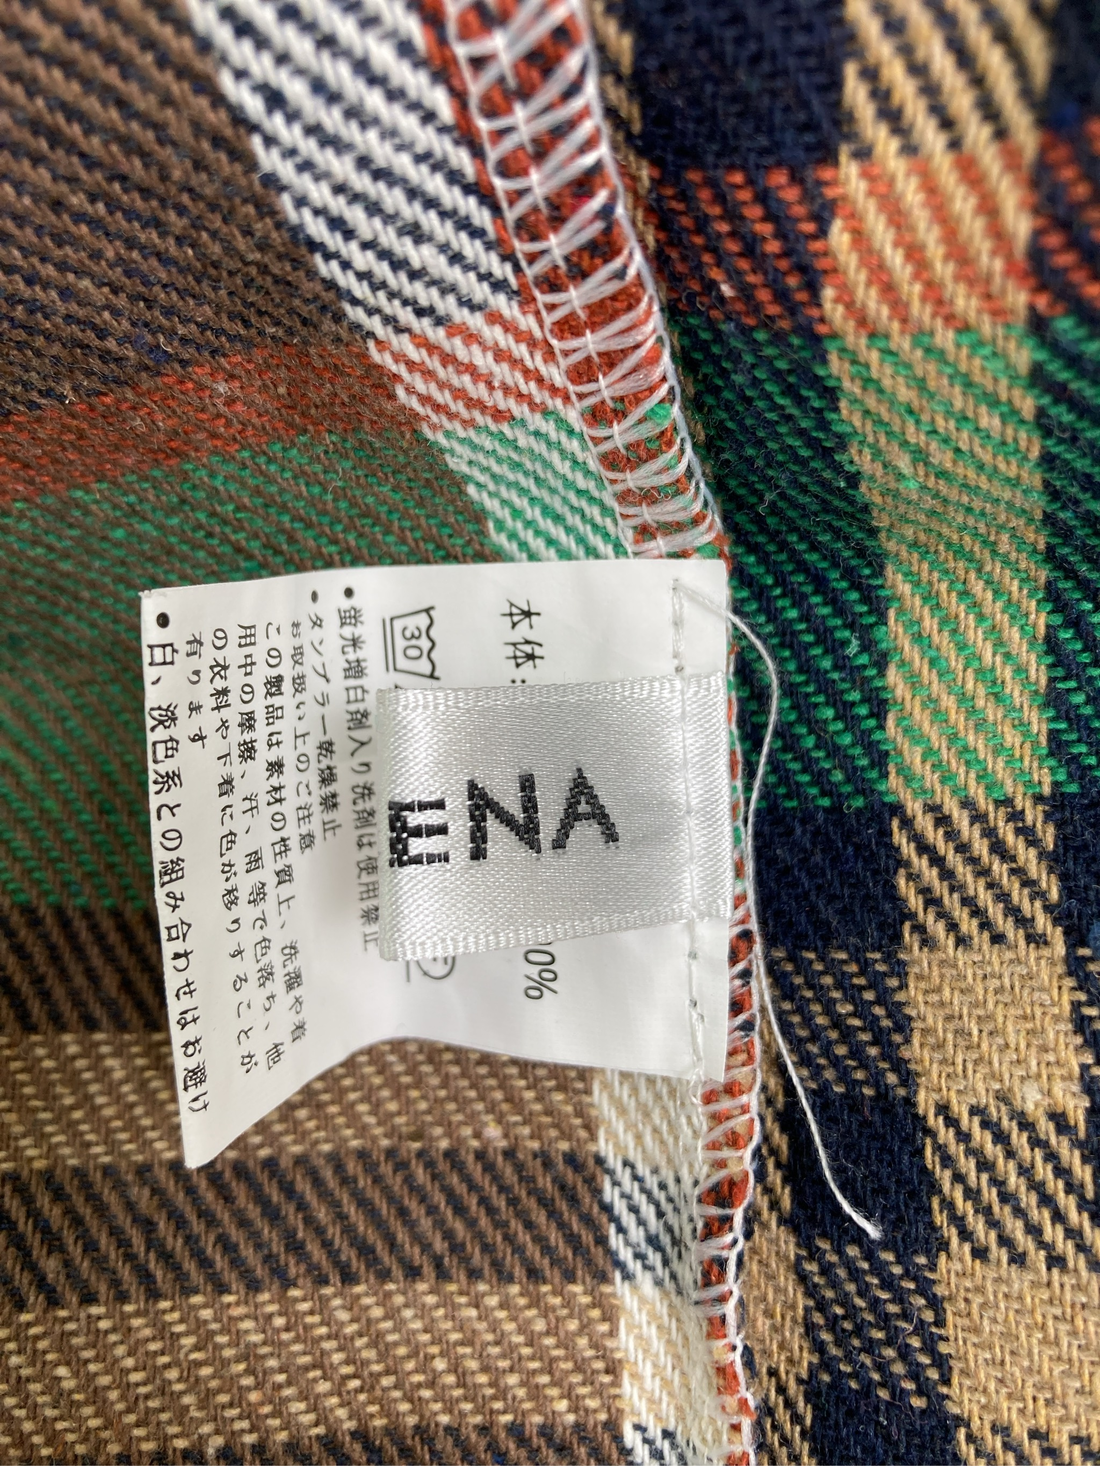 本体: 00%
NA
30
•蛍光増白剤入り洗剤は使用禁止
•タンブラー乾燥禁止
お取扱い上のご注意
この製品は素材の性質上、洗濯や着
用中の摩擦、汗、雨等で色落ち、他
の衣料や下着に色が移りすることが
有ります
•白、淡色系との組み合わせはお避け